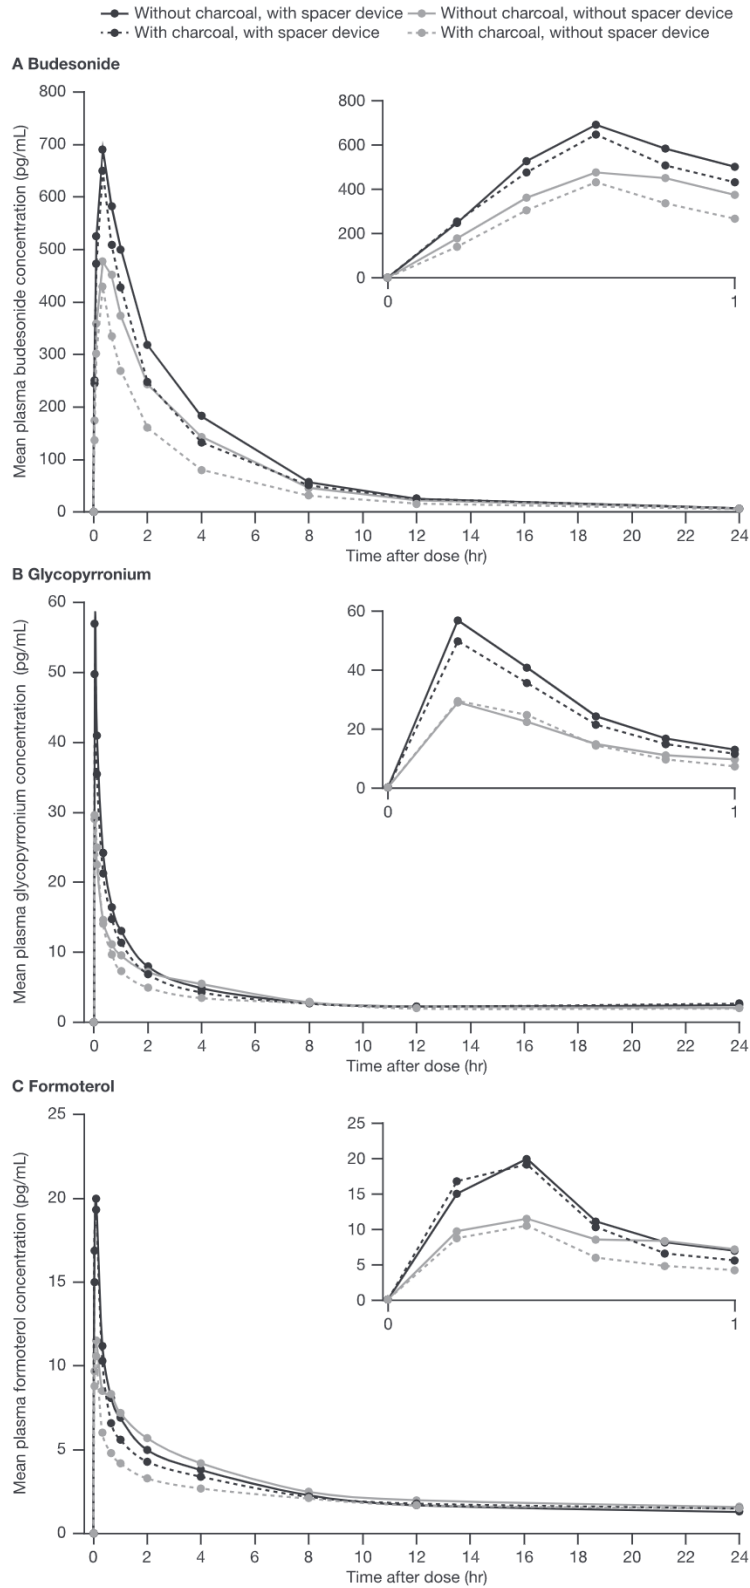 Without charcoal, with spacer device Without charcoal, without spacer device
With charcoal, with spacer device With charcoal, without spacer device
A Budesonide
Mean plasma budesonide concentration (pg/mL)
800
700
600
500
400
300
200
100
0
0 2 4 6 8 10 12 14 16 18 20 22 24
Time after dose (hr)
800
600
400
200
0
0 1
B Glycopyrronium
Mean plasma glycopyrronium concentration (pg/mL)
60
50
40
30
20
10
0
0 2 4 6 8 10 12 14 16 18 20 22 24
Time after dose (hr)
60
40
20
0
0 1
C Formoterol
Mean plasma formoterol concentration (pg/mL)
25
20
15
10
5
0
0 2 4 6 8 10 12 14 16 18 20 22 24
Time after dose (hr)
25
20
15
10
5
0
0 1